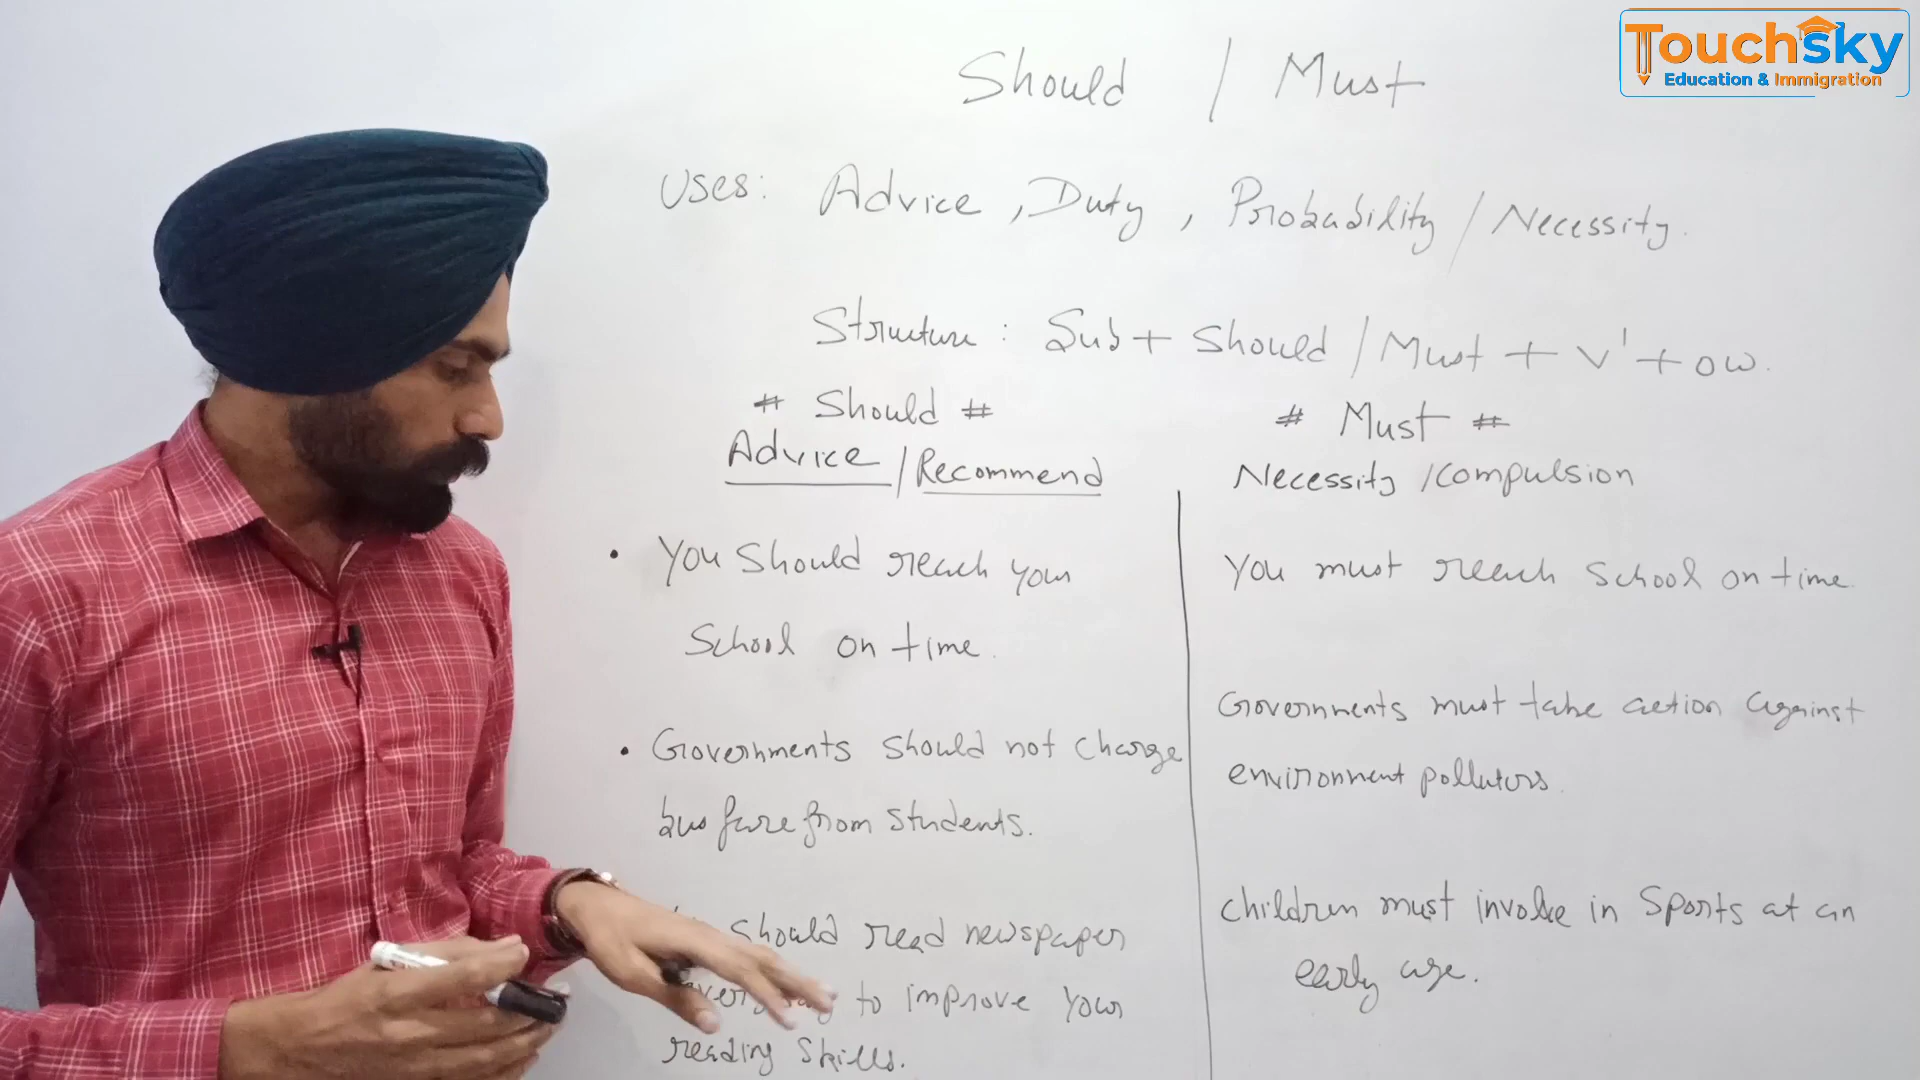 Touchsky
Education & Immigration
Should / Must
Uses: Advice, Duty, Probability / Necessity.
Structure: Sub + Should / Must + V' + ow.
# Should #
# Must #
Advice / Recommend
Necessity / Compulsion
• You should reach your
School on time.
• Governments should not charge
bus fare from students.
should read newspaper
to improve your
reading skills.
You must reach School on time.
Governments must take action against
environment pollutors.
Children must involve in Sports at an
early age.